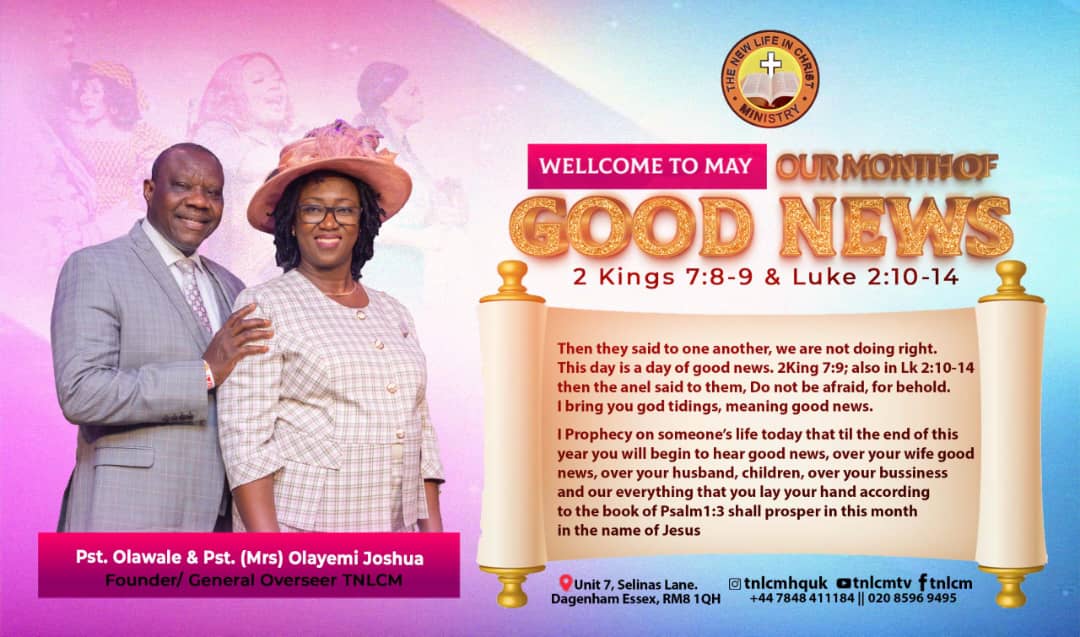 THE NEW LIFE IN CHRIST
MINISTRY
WELLCOME TO MAY
OUR MONTH OF
GOOD NEWS
2 Kings 7:8-9 & Luke 2:10-14
Then they said to one another, we are not doing right.
This day is a day of good news. 2King 7:9; also in Lk 2:10-14
then the anel said to them, Do not be afraid, for behold.
I bring you god tidings, meaning good news.
I Prophecy on someone’s life today that til the end of this
year you will begin to hear good news, over your wife good
news, over your husband, children, over your bussiness
and our everything that you lay your hand according
to the book of Psalm1:3 shall prosper in this month
in the name of Jesus
Pst. Olawale & Pst. (Mrs) Olayemi Joshua
Founder/ General Overseer TNLCM
Unit 7, Selinas Lane.
Dagenham Essex, RM8 1QH
tnlcmhquk tnlcmtv tnlcm
+44 7848 411184 || 020 8596 9495